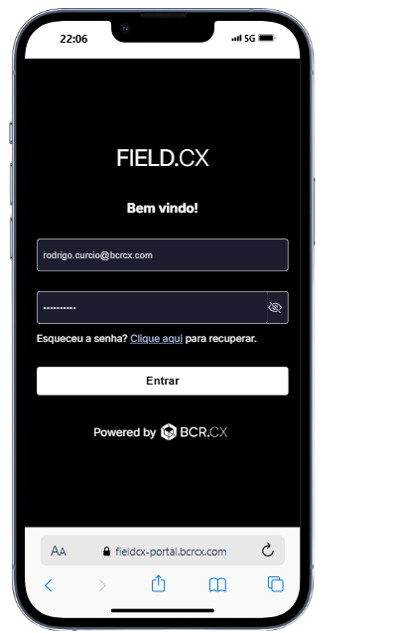 22:06 5G
FIELD.CX
Bem vindo!
rodrigo.curcio@bcrcx.com
----------
Esqueceu a senha? Clique aqui para recuperar.
Entrar
Powered by BCR.CX
AA fieldcx-portal.bcrcx.com